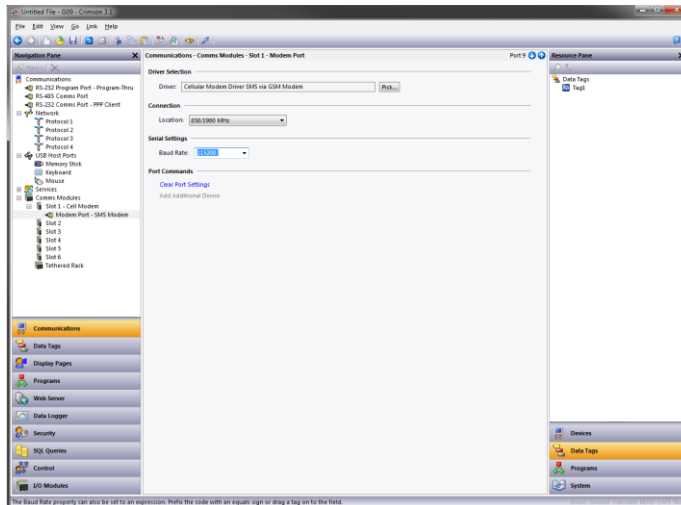 Untitled File - G09 - Crimson 3.1
File Edit View Go Link Help
Navigation Pane
Communications - Comms Modules - Slot 1 - Modem Port
Port 9
Resource Pane
Communications
RS-232 Program Port - Program-Thru
RS-485 Comms Port
RS-232 Comms Port - PPP Client
Network
Protocol 1
Protocol 2
Protocol 3
Protocol 4
USB Host Ports
Memory Stick
Keyboard
Mouse
Services
Comms Modules
Slot 1 - Cell Modem
Modem Port - SMS Modem
Slot 2
Slot 3
Slot 4
Slot 5
Slot 6
Tethered Rack
Driver Selection
Driver: Cellular Modem Driver SMS via GSM Modem Pick...
Connection
Location: 850/1900 MHz
Serial Settings
Baud Rate: 115200
Port Commands
Clear Port Settings
Add Additional Device
Data Tags
Tag1
Communications
Data Tags
Display Pages
Programs
Web Server
Data Logger
Security
SQL Queries
Control
I/O Modules
Devices
Data Tags
Programs
System
The Baud Rate property can also be set to an expression. Prefix the code with an equals sign or drag a tag on to the field.